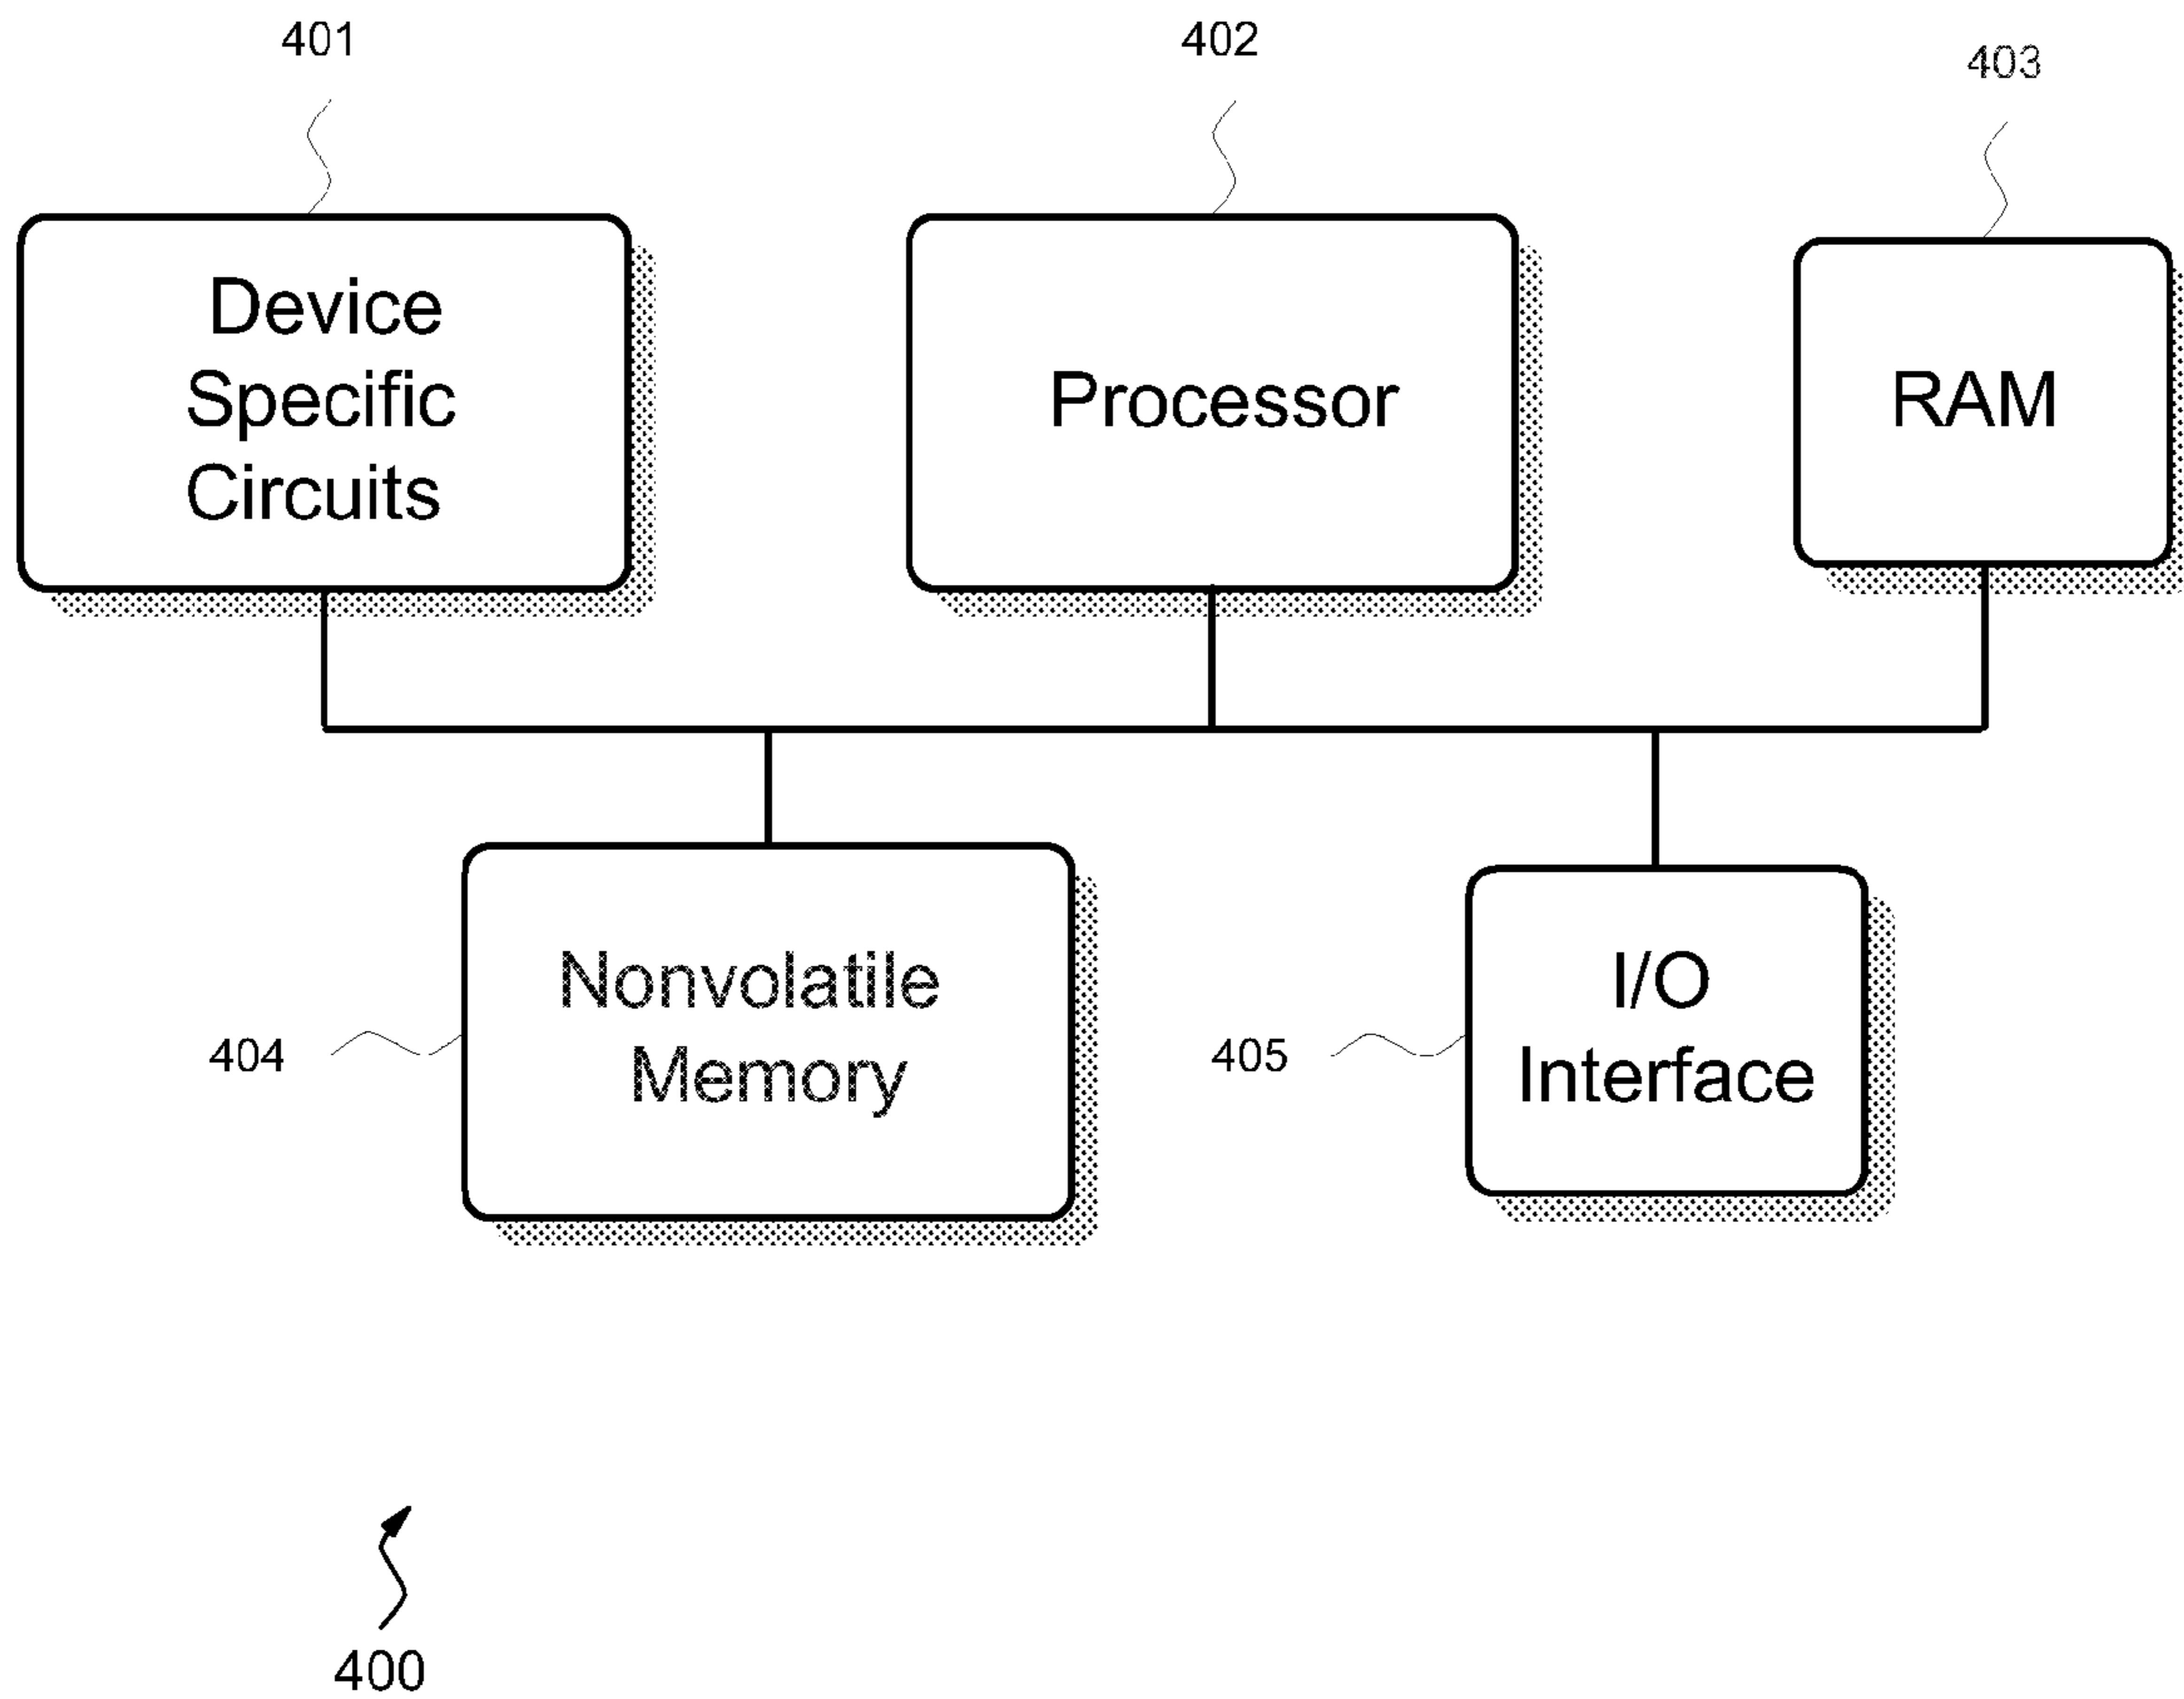 401
402
403
Device
Specific
Circuits
Processor
RAM
Nonvolatile
Memory
404
I/O
Interface
405
400